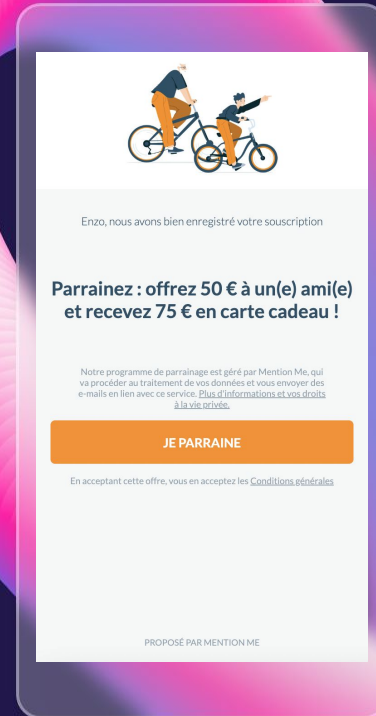 Enzo, nous avons bien enregistré votre souscription
Parrainez : offrez 50 € à un(e) ami(e)
et recevez 75 € en carte cadeau !
Notre programme de parrainage est géré par Mention Me, qui
va procéder au traitement de vos données et vous envoyer des
e-mails en lien avec ce service. Plus d'informations et vos droits
à la vie privée.
JE PARRAINE
En acceptant cette offre, vous en acceptez les Conditions générales
PROPOSÉ PAR MENTION ME